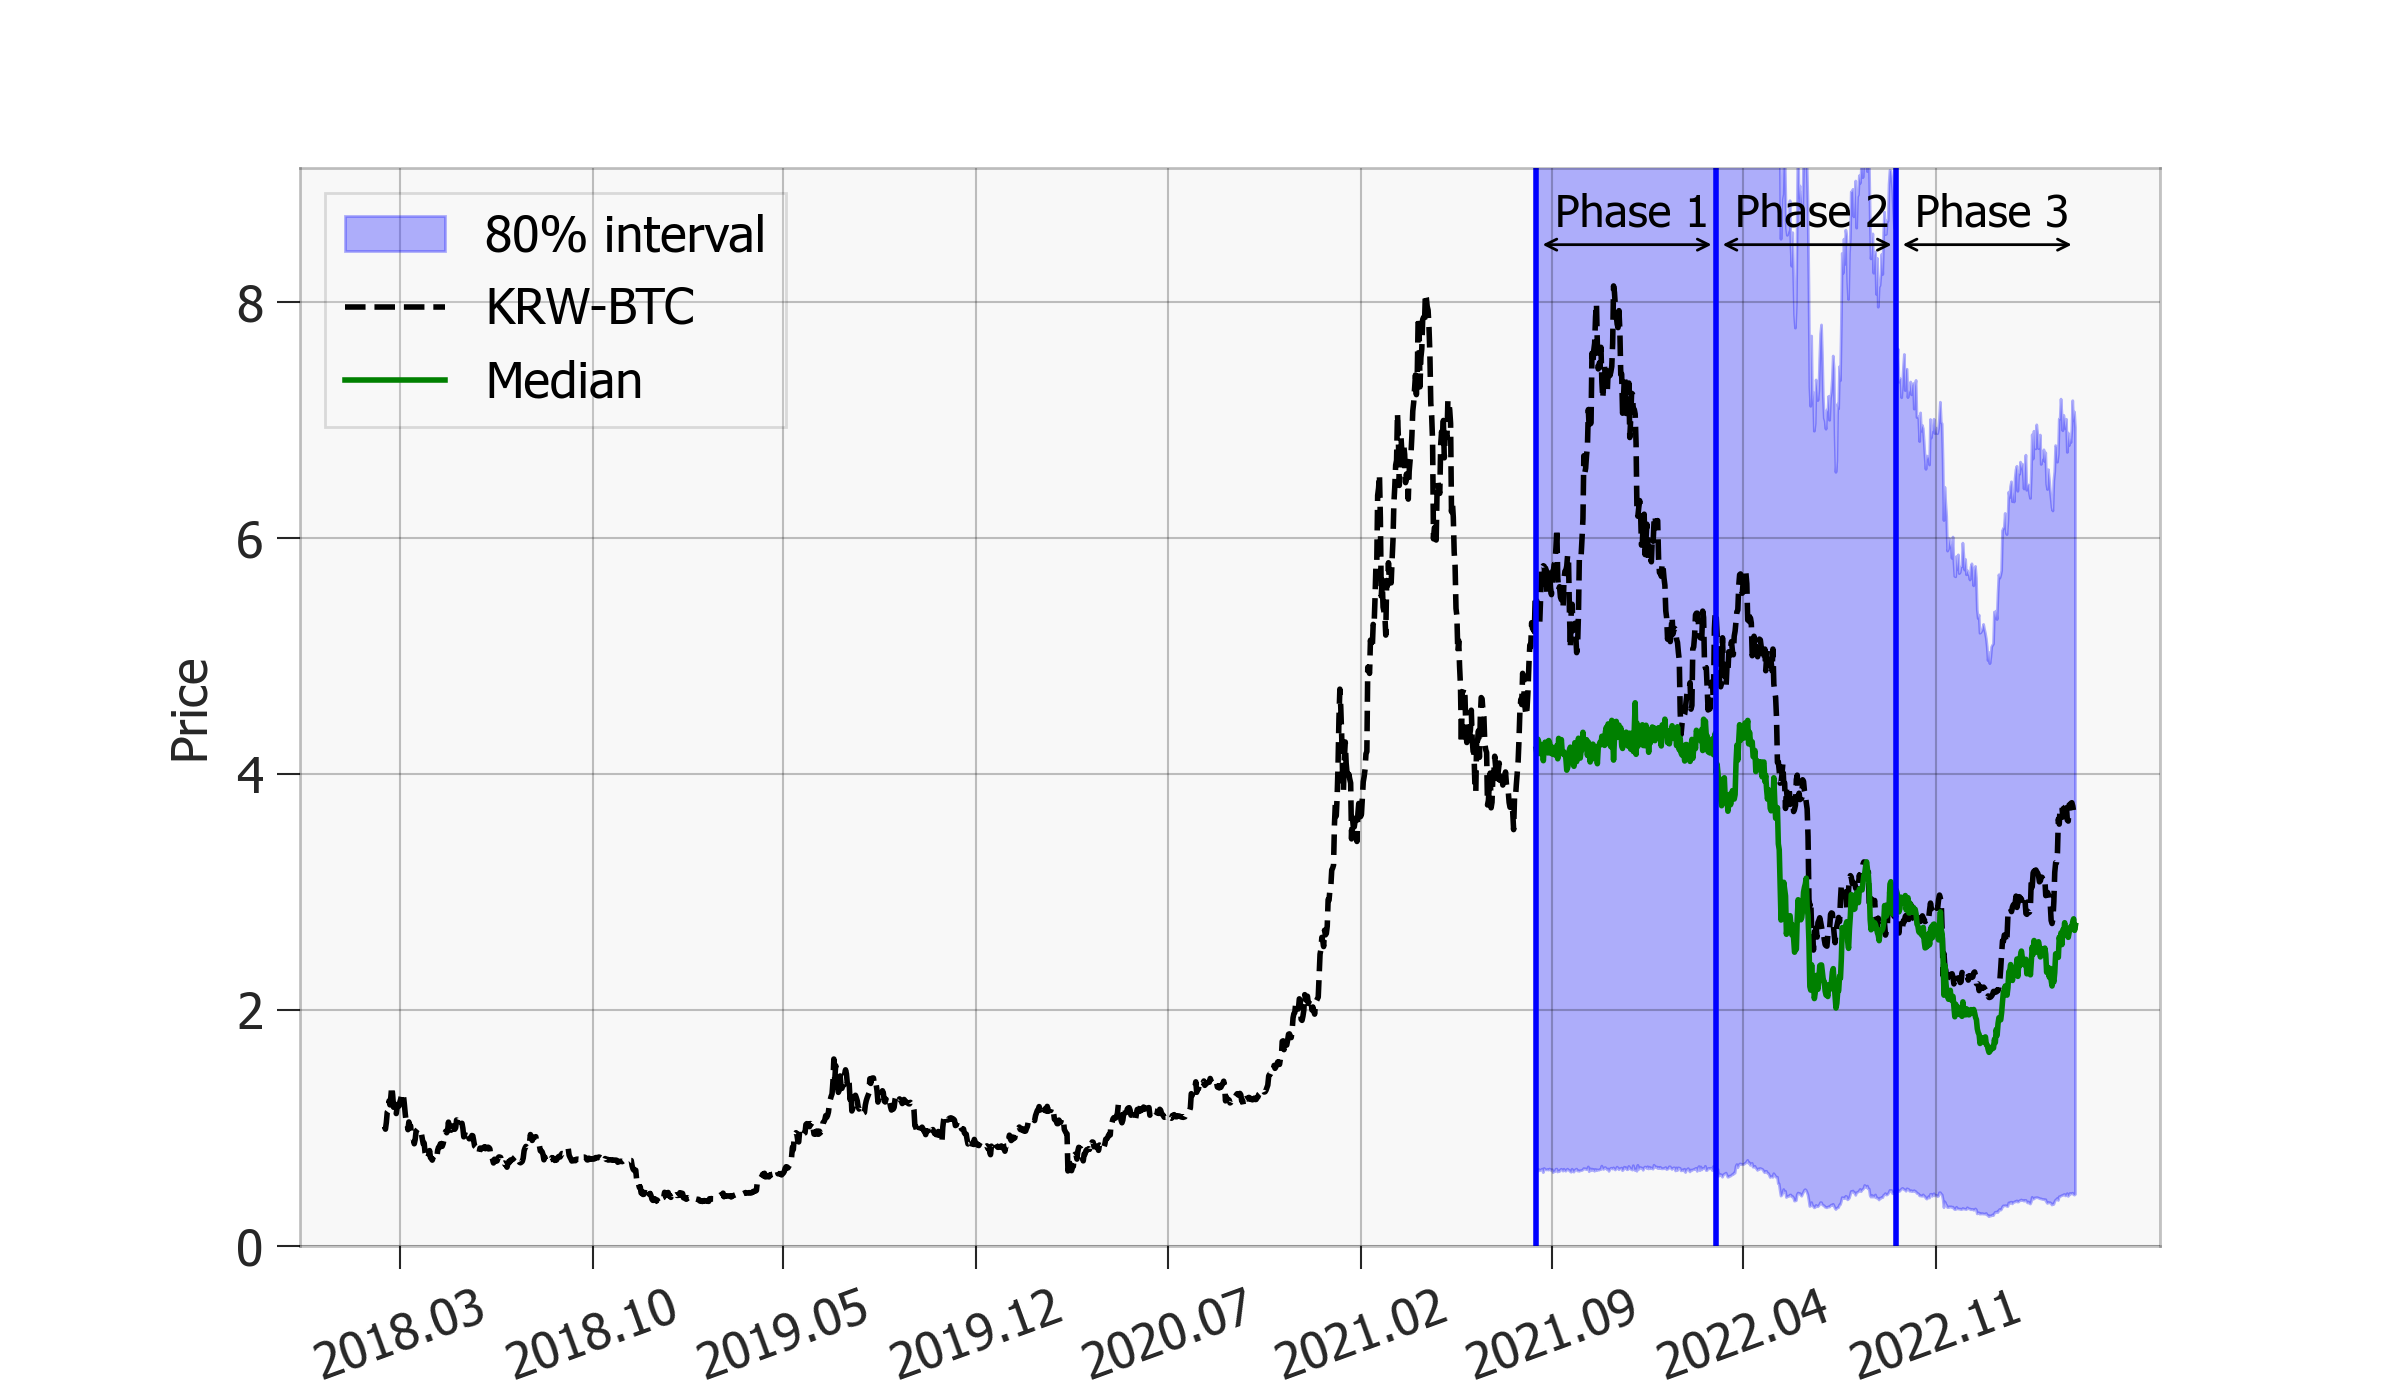 Phase 1
Phase 2
Phase 3
80% interval
KRW-BTC
Median
Price
8
6
4
2
0
2018.03
2018.10
2019.05
2019.12
2020.07
2021.02
2021.09
2022.04
2022.11